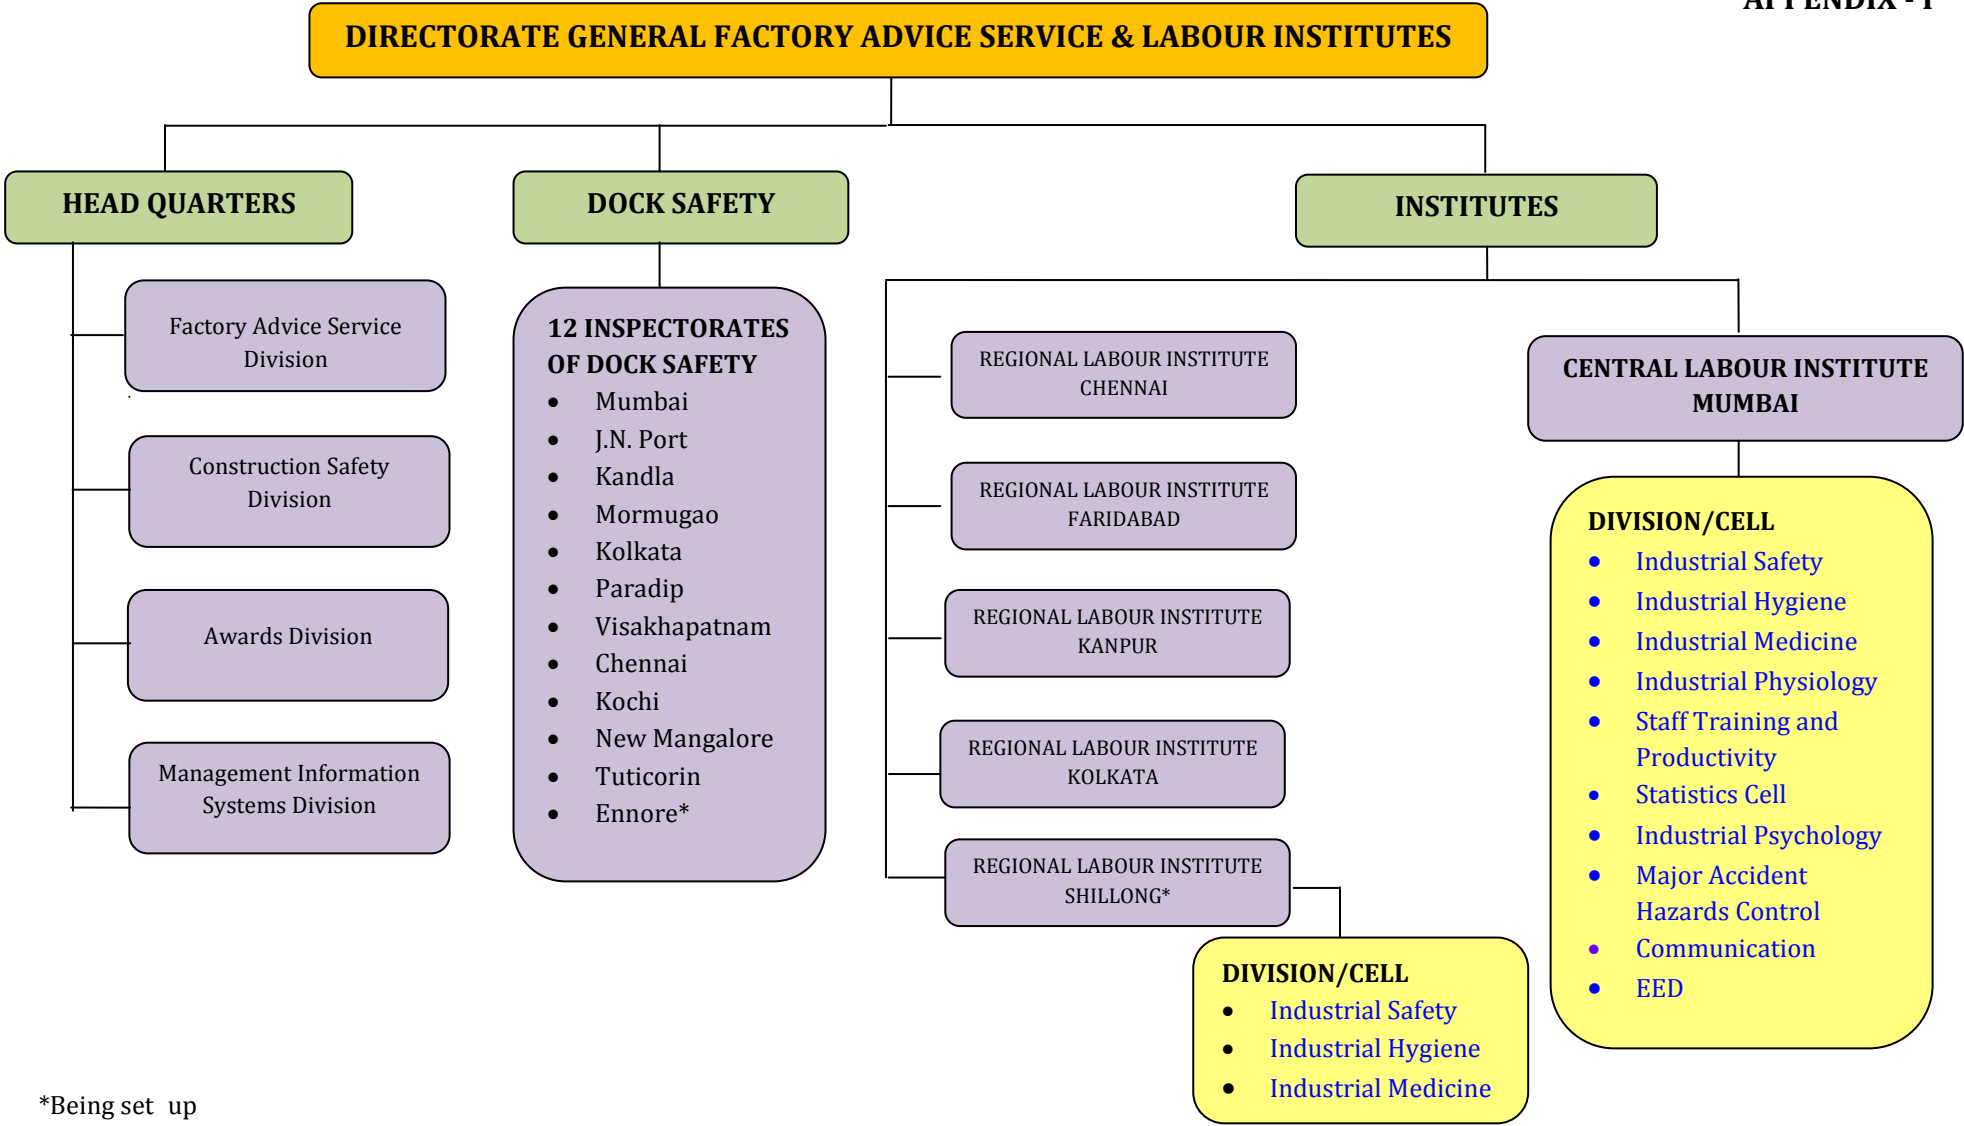 APPENDIX - I
DIRECTORATE GENERAL FACTORY ADVICE SERVICE & LABOUR INSTITUTES
HEAD QUARTERS
DOCK SAFETY
INSTITUTES
Factory Advice Service
Division
Construction Safety
Division
Awards Division
Management Information
Systems Division
12 INSPECTORATES
OF DOCK SAFETY
• Mumbai
• J.N. Port
• Kandla
• Mormugao
• Kolkata
• Paradip
• Visakhapatnam
• Chennai
• Kochi
• New Mangalore
• Tuticorin
• Ennore*
REGIONAL LABOUR INSTITUTE
CHENNAI
REGIONAL LABOUR INSTITUTE
FARIDABAD
REGIONAL LABOUR INSTITUTE
KANPUR
REGIONAL LABOUR INSTITUTE
KOLKATA
REGIONAL LABOUR INSTITUTE
SHILLONG*
DIVISION/CELL
• Industrial Safety
• Industrial Hygiene
• Industrial Medicine
CENTRAL LABOUR INSTITUTE
MUMBAI
DIVISION/CELL
• Industrial Safety
• Industrial Hygiene
• Industrial Medicine
• Industrial Physiology
• Staff Training and
Productivity
• Statistics Cell
• Industrial Psychology
• Major Accident
Hazards Control
• Communication
• EED
*Being set up